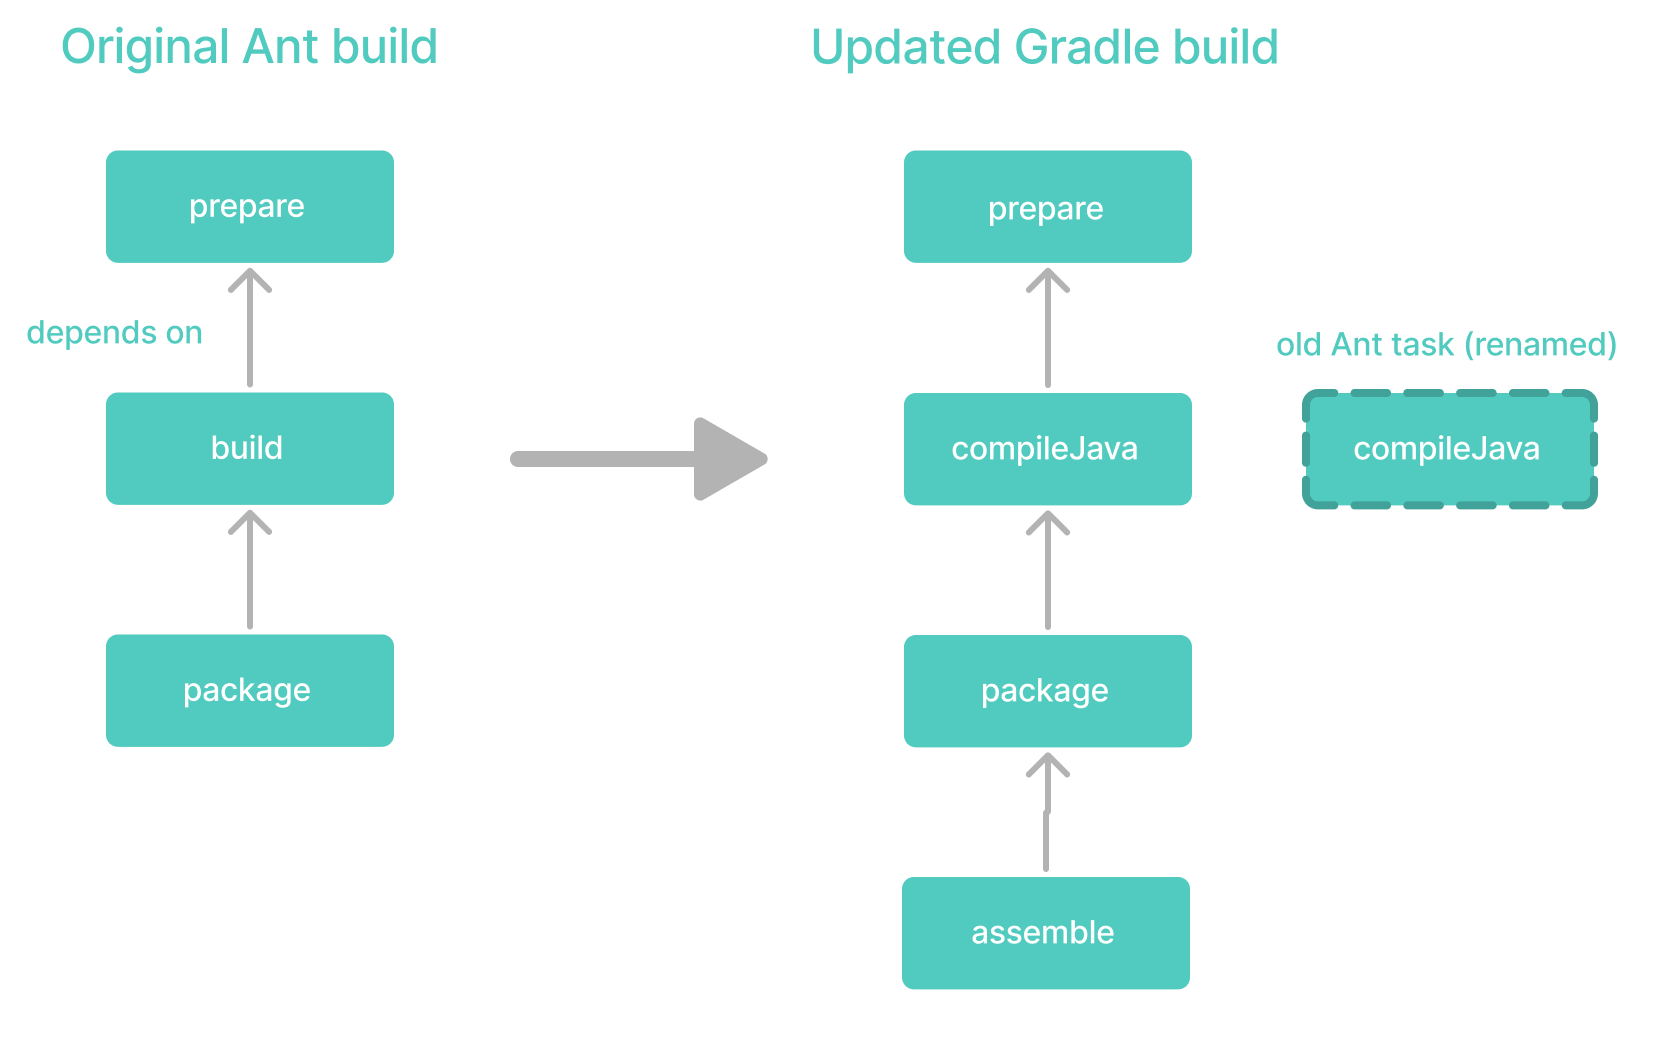 Original Ant build
Updated Gradle build
prepare
prepare
depends on
old Ant task (renamed)
build
compileJava
compileJava
package
package
assemble